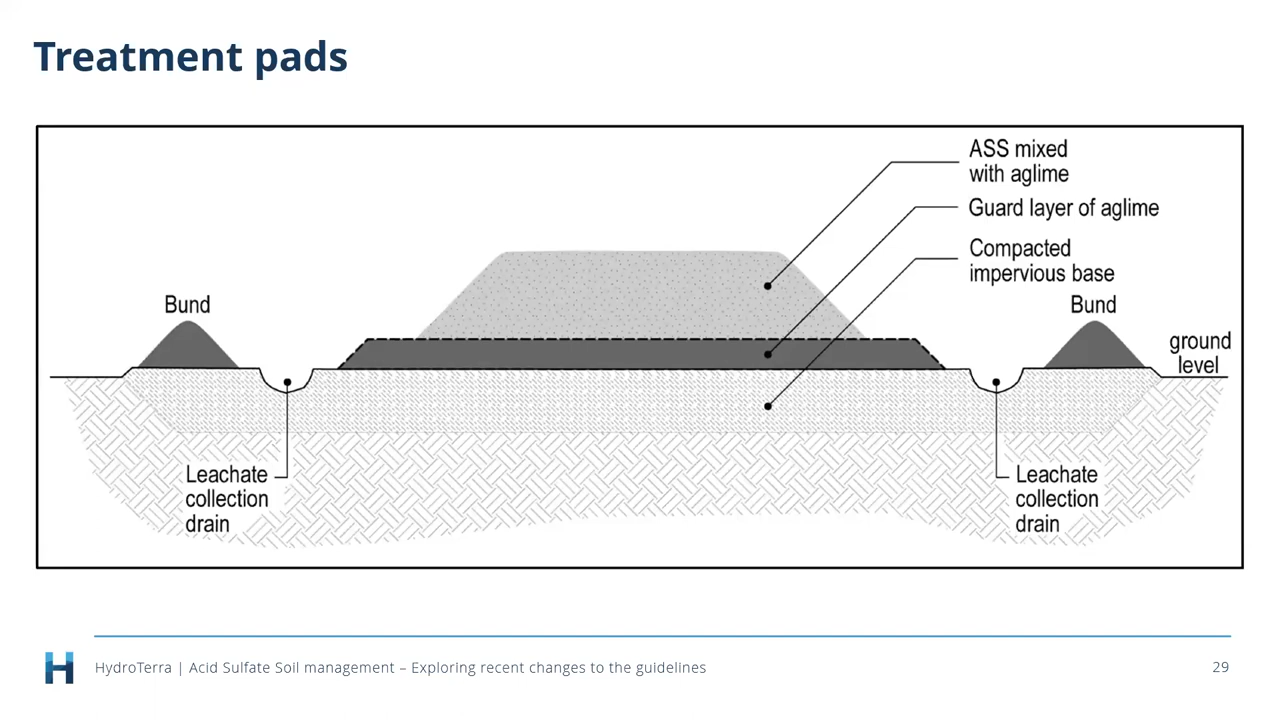 Treatment pads
ASS mixed
with aglime
Guard layer of aglime
Compacted
impervious base
Bund
Bund
ground
level
Leachate
collection
drain
Leachate
collection
drain
HydroTerra | Acid Sulfate Soil management – Exploring recent changes to the guidelines
29